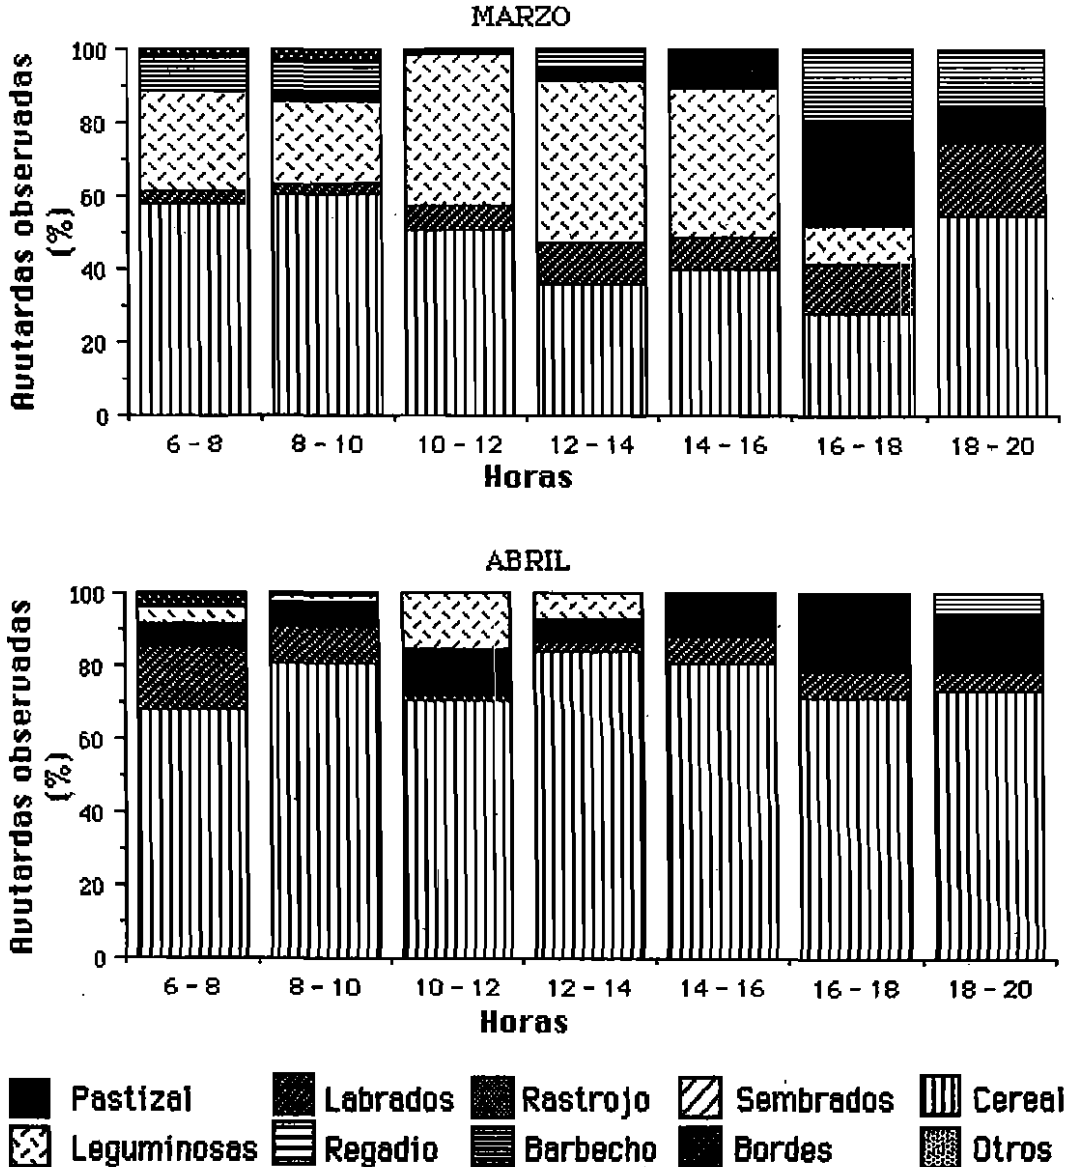 MARZO
Avutardas observadas
(%)
100
80
60
40
20
0
6 - 8 8 - 10 10 - 12 12 - 14 14 - 16 16 - 18 18 - 20
Horas
ABRIL
Avutardas observadas
(%)
100
80
60
40
20
0
6 - 8 8 - 10 10 - 12 12 - 14 14 - 16 16 - 18 18 - 20
Horas
Pastizal Labrados Rastrojo Sembrados Cereal
Leguminosas Regadio Barbecho Bordes Otros